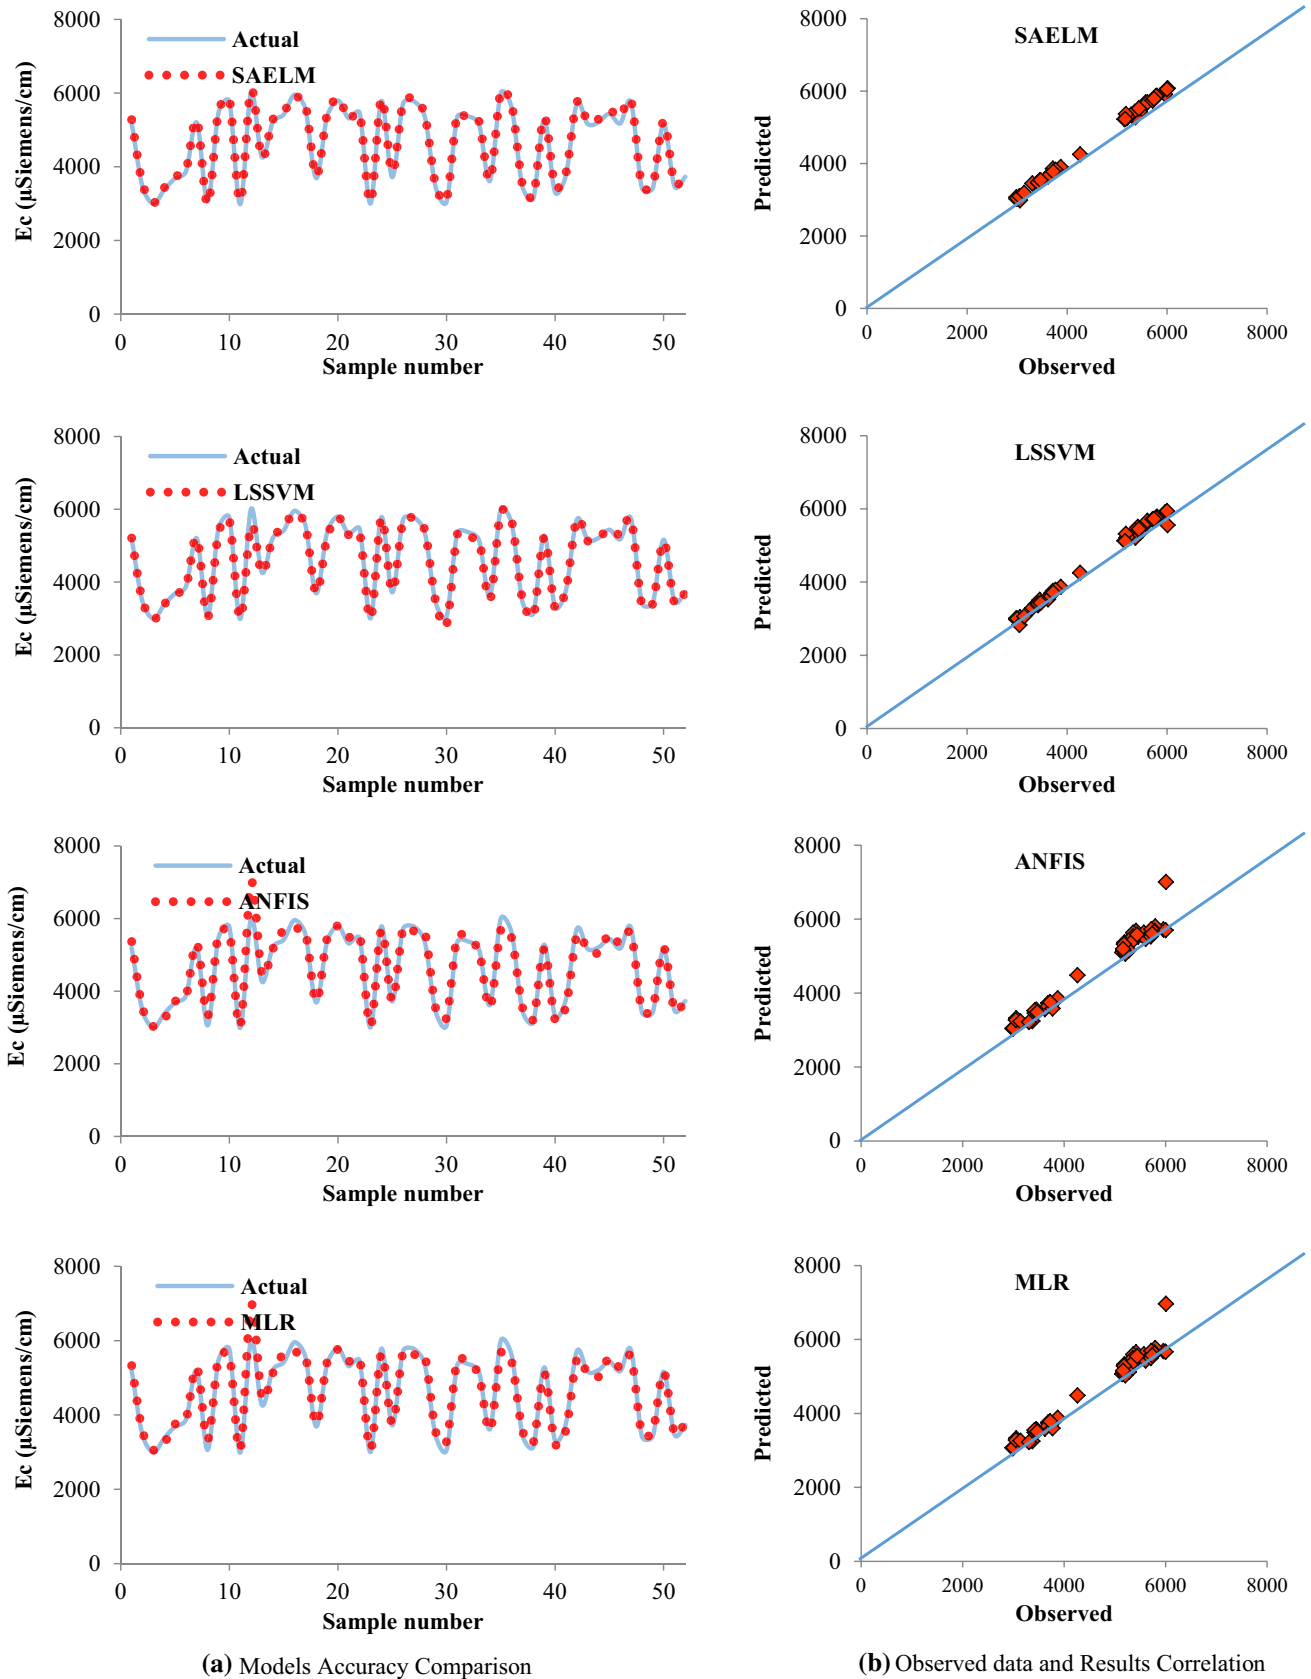 8000
6000
4000
2000
0
Ec (µSiemens/cm)
Actual
SAELM
0 10 20 30 40 50
Sample number
8000
6000
4000
2000
0
Predicted
SAELM
0 2000 4000 6000 8000
Observed
8000
6000
4000
2000
0
Ec (µSiemens/cm)
Actual
LSSVM
0 10 20 30 40 50
Sample number
8000
6000
4000
2000
0
Predicted
LSSVM
0 2000 4000 6000 8000
Observed
8000
6000
4000
2000
0
Ec (µSiemens/cm)
Actual
ANFIS
0 10 20 30 40 50
Sample number
8000
6000
4000
2000
0
Predicted
ANFIS
0 2000 4000 6000 8000
Observed
8000
6000
4000
2000
0
Ec (µSiemens/cm)
Actual
MLR
0 10 20 30 40 50
Sample number
8000
6000
4000
2000
0
Predicted
MLR
0 2000 4000 6000 8000
Observed
(a) Models Accuracy Comparison
(b) Observed data and Results Correlation